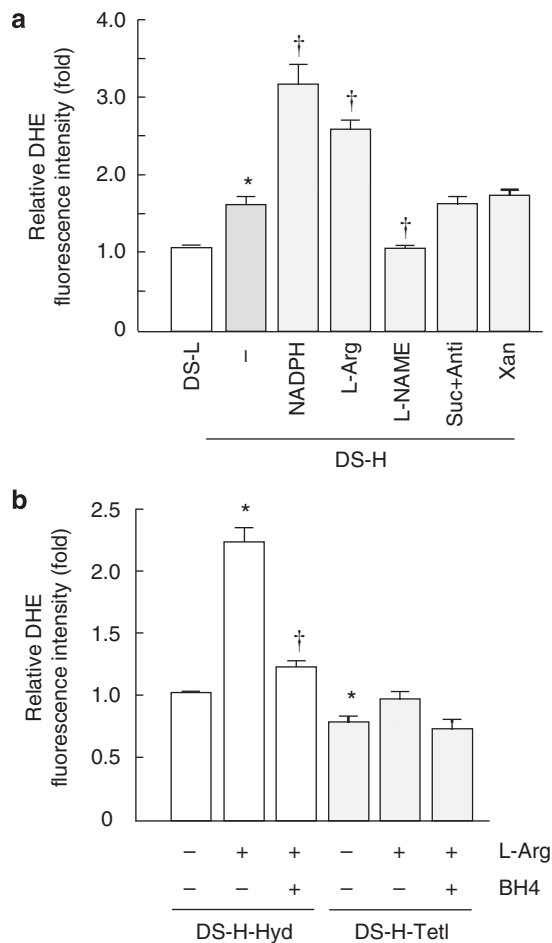 a
Relative DHE
fluorescence intensity (fold)
4.0
3.0
2.0
1.0
0
*
†
†
†
DS-L
–
NADPH
L-Arg
L-NAME
Suc+Anti
Xan
DS-H
b
Relative DHE
fluorescence intensity (fold)
2.5
2.0
1.5
1.0
0.5
0
*
†
*
– + + – + + L-Arg
– – + – – + BH4
DS-H-Hyd DS-H-Tetl